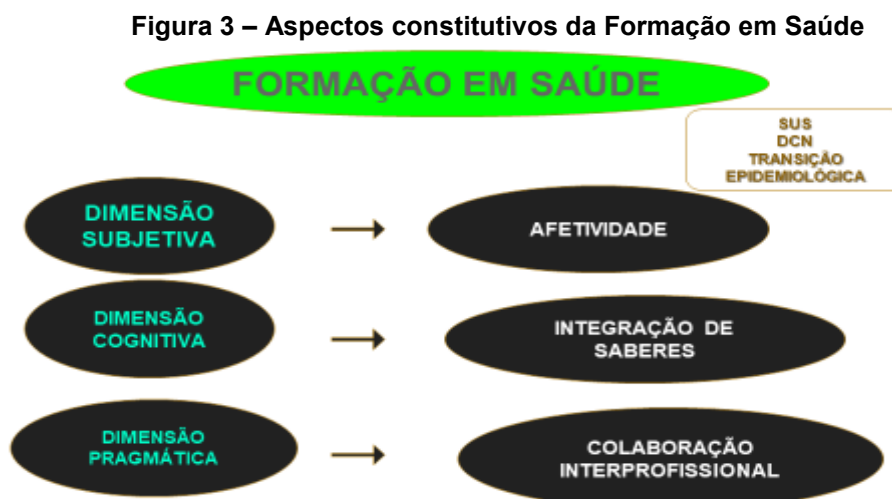 Figura 3 – Aspectos constitutivos da Formação em Saúde
FORMAÇÃO EM SAÚDE
SUS
DCN
TRANSIÇÃO
EPIDEMIOLÓGICA
DIMENSÃO
SUBJETIVA
AFETIVIDADE
DIMENSÃO
COGNITIVA
INTEGRAÇÃO DE
SABERES
DIMENSÃO
PRAGMÁTICA
COLABORAÇÃO
INTERPROFISSIONAL